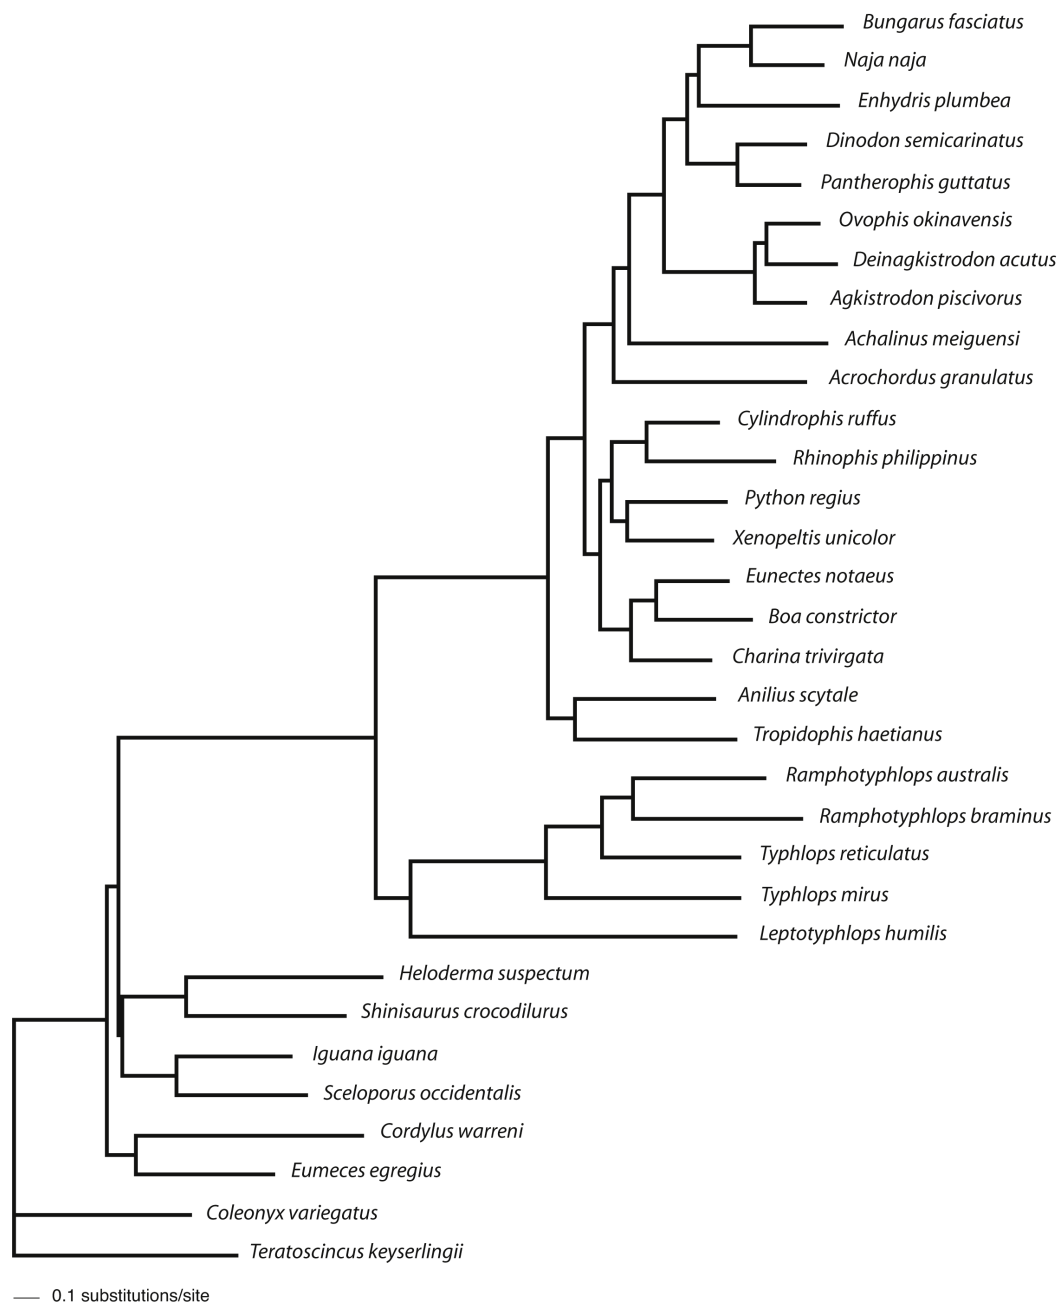 Bungarus fasciatus
Naja naja
Enhydris plumbea
Dinodon semicarinatus
Pantherophis guttatus
Ovophis okinavensis
Deinagkistrodon acutus
Agkistrodon piscivorus
Achalinus meiguensi
Acrochordus granulatus
Cylindrophis ruffus
Rhinophis philippinus
Python regius
Xenopeltis unicolor
Eunectes notaeus
Boa constrictor
Charina trivirgata
Anilius scytale
Tropidophis haetianus
Ramphotyphlops australis
Ramphotyphlops braminus
Typhlops reticulatus
Typhlops mirus
Leptotyphlops humilis
Heloderma suspectum
Shinisaurus crocodilurus
Iguana iguana
Sceloporus occidentalis
Cordylus warreni
Eumeces egregius
Coleonyx variegatus
Teratoscincus keyserlingii
0.1 substitutions/site